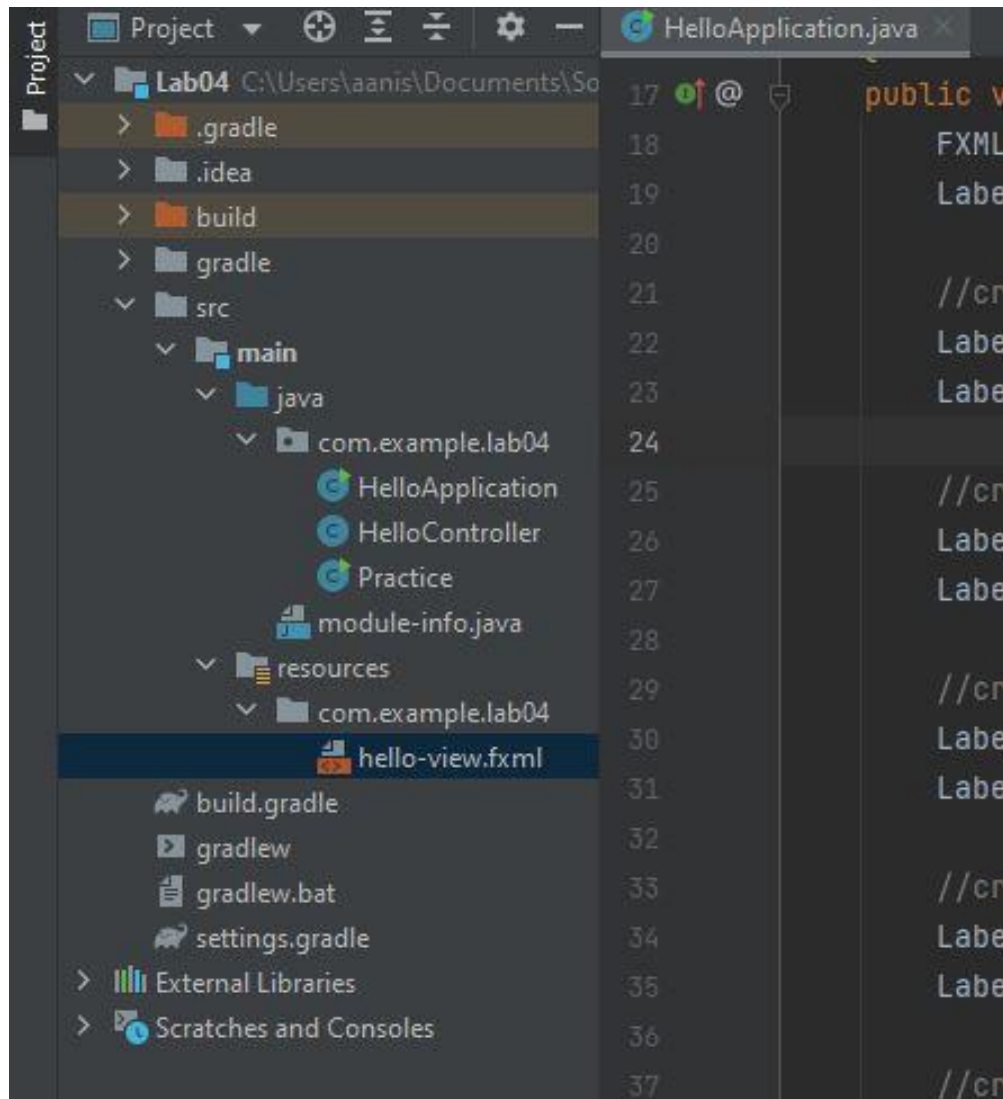 Project
Project
HelloApplication.java
Lab04 C:\Users\aanis\Documents\So
.gradle
.idea
build
gradle
src
main
java
com.example.lab04
HelloApplication
HelloController
Practice
module-info.java
resources
com.example.lab04
hello-view.fxml
build.gradle
gradlew
gradlew.bat
settings.gradle
External Libraries
Scratches and Consoles
17 @ public v
18 FXML
19 Labe
20
21 //cr
22 Labe
23 Labe
24
25 //cr
26 Labe
27 Labe
28
29 //cr
30 Labe
31 Labe
32
33 //cr
34 Labe
35 Labe
36
37 //cr